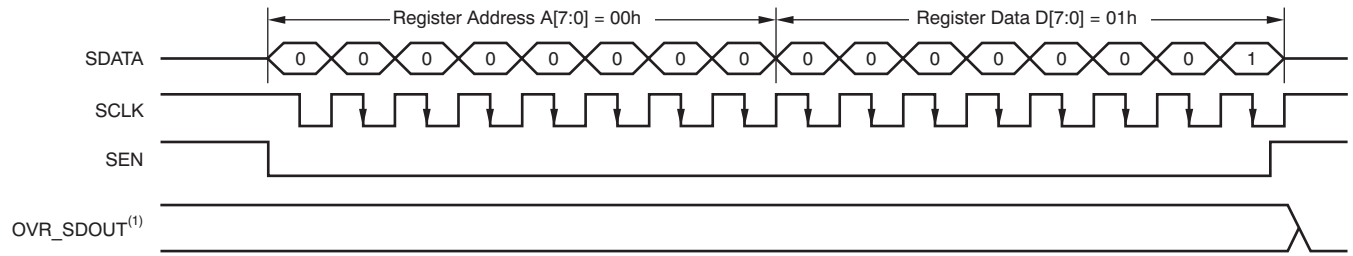 Register Address A[7:0] = 00h Register Data D[7:0] = 01h
SDATA 0 0 0 0 0 0 0 0 0 0 0 0 0 0 0 1
SCLK
SEN
OVR_SDOUT(1)